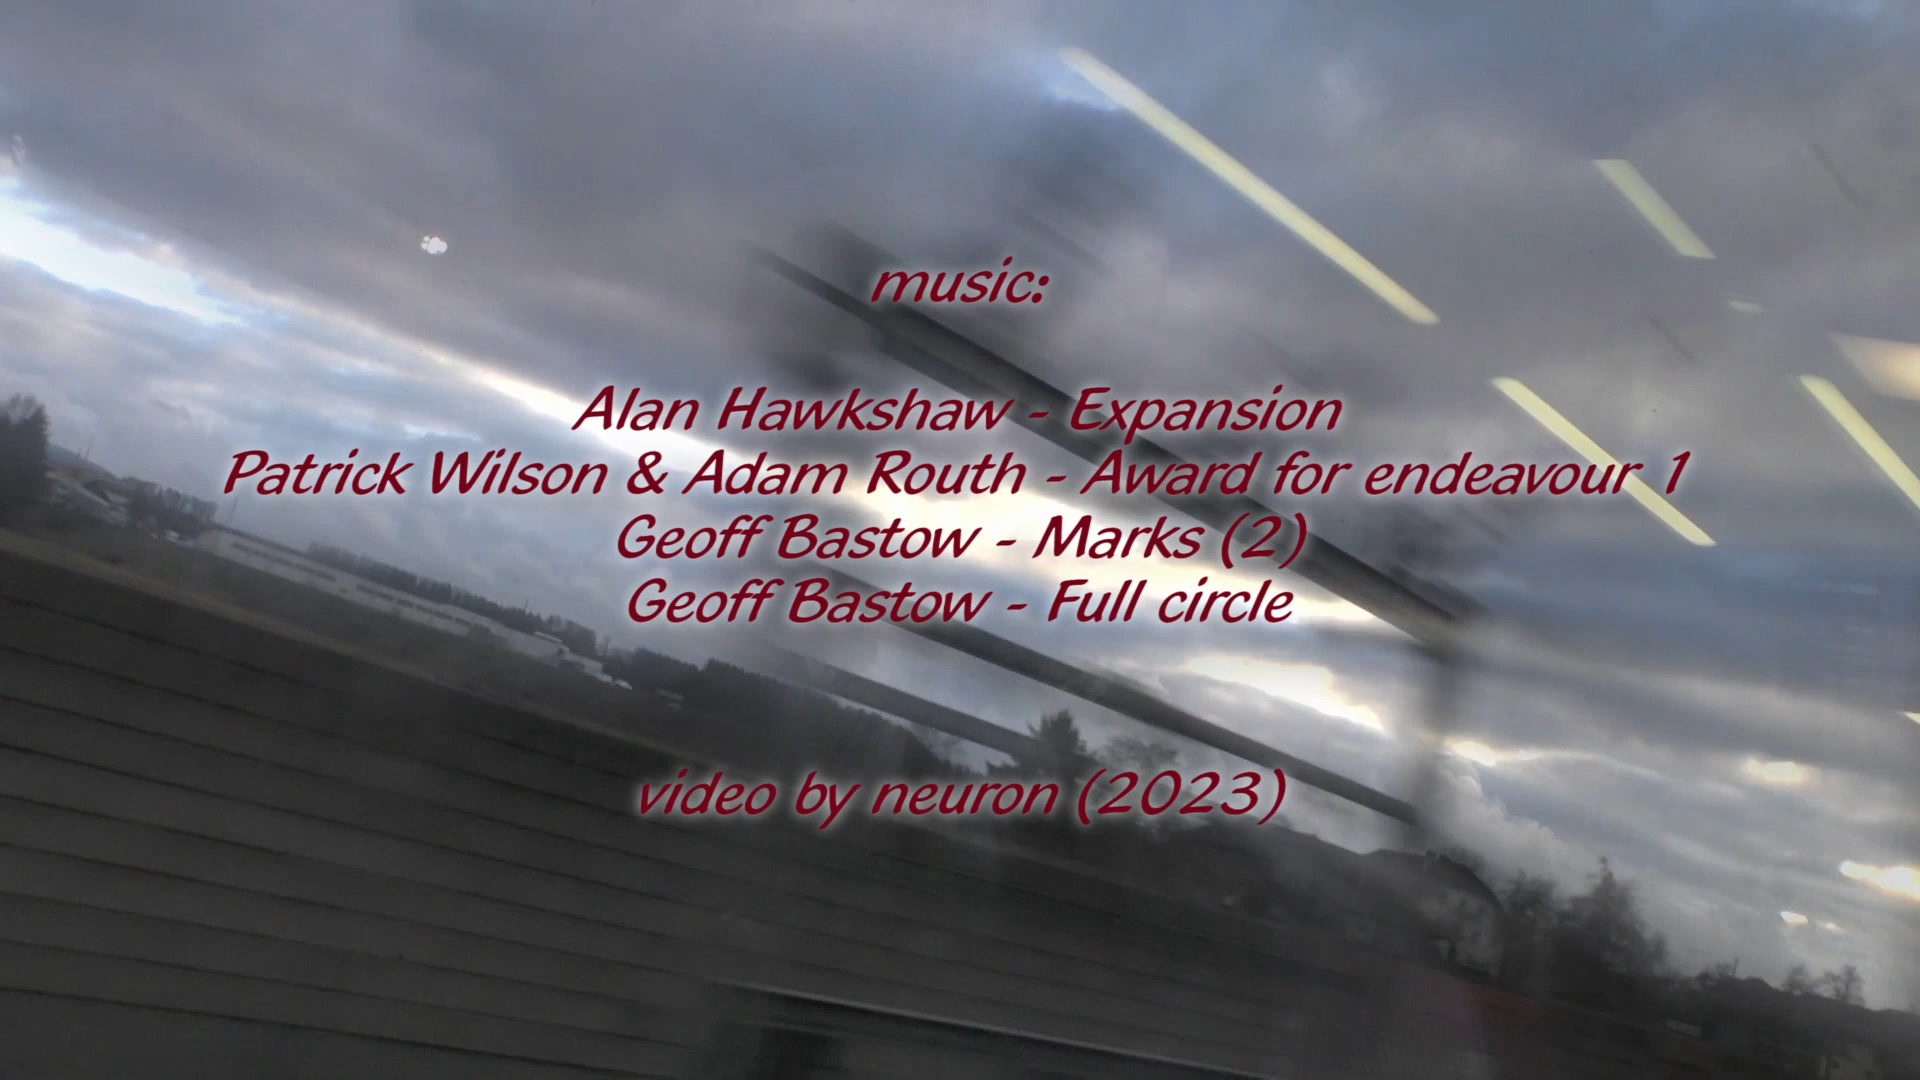 music:
Alan Hawkshaw - Expansion
Patrick Wilson & Adam Routh - Award for endeavour 1
Geoff Bastow - Marks (2)
Geoff Bastow - Full circle
video by neuron (2023)